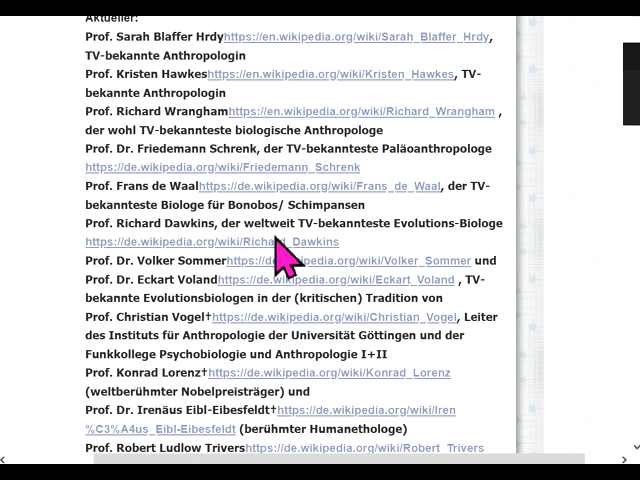 Aktueller:
Prof. Sarah Blaffer Hrdyhttps://en.wikipedia.org/wiki/Sarah_Blaffer_Hrdy,
TV-bekannte Anthropologin
Prof. Kristen Hawkeshttps://en.wikipedia.org/wiki/Kristen_Hawkes, TV-
bekannte Anthropologin
Prof. Richard Wranghamhttps://en.wikipedia.org/wiki/Richard_Wrangham ,
der wohl TV-bekannteste biologische Anthropologe
Prof. Dr. Friedemann Schrenk, der TV-bekannteste Paläoanthropologe
https://de.wikipedia.org/wiki/Friedemann_Schrenk
Prof. Frans de Waalhttps://de.wikipedia.org/wiki/Frans_de_Waal, der TV-
bekannteste Biologe für Bonobos/ Schimpansen
Prof. Richard Dawkins, der weltweit TV-bekannteste Evolutions-Biologe
https://de.wikipedia.org/wiki/Richard_Dawkins
Prof. Dr. Volker Sommerhttps://de.wikipedia.org/wiki/Volker_Sommer und
Prof. Dr. Eckart Volandhttps://de.wikipedia.org/wiki/Eckart_Voland , TV-
bekannte Evolutionsbiologen in der (kritischen) Tradition von
Prof. Christian Vogel†https://de.wikipedia.org/wiki/Christian_Vogel, Leiter
des Instituts für Anthropologie der Universität Göttingen und der
Funkkollege Psychobiologie und Anthropologie I+II
Prof. Konrad Lorenz†https://de.wikipedia.org/wiki/Konrad_Lorenz
(weltberühmter Nobelpreisträger) und
Prof. Dr. Irenäus Eibl-Eibesfeldt†https://de.wikipedia.org/wiki/Iren
%C3%A4us_Eibl-Eibesfeldt (berühmter Humanethologe)
Prof. Robert Ludlow Trivershttps://de.wikipedia.org/wiki/Robert_Trivers